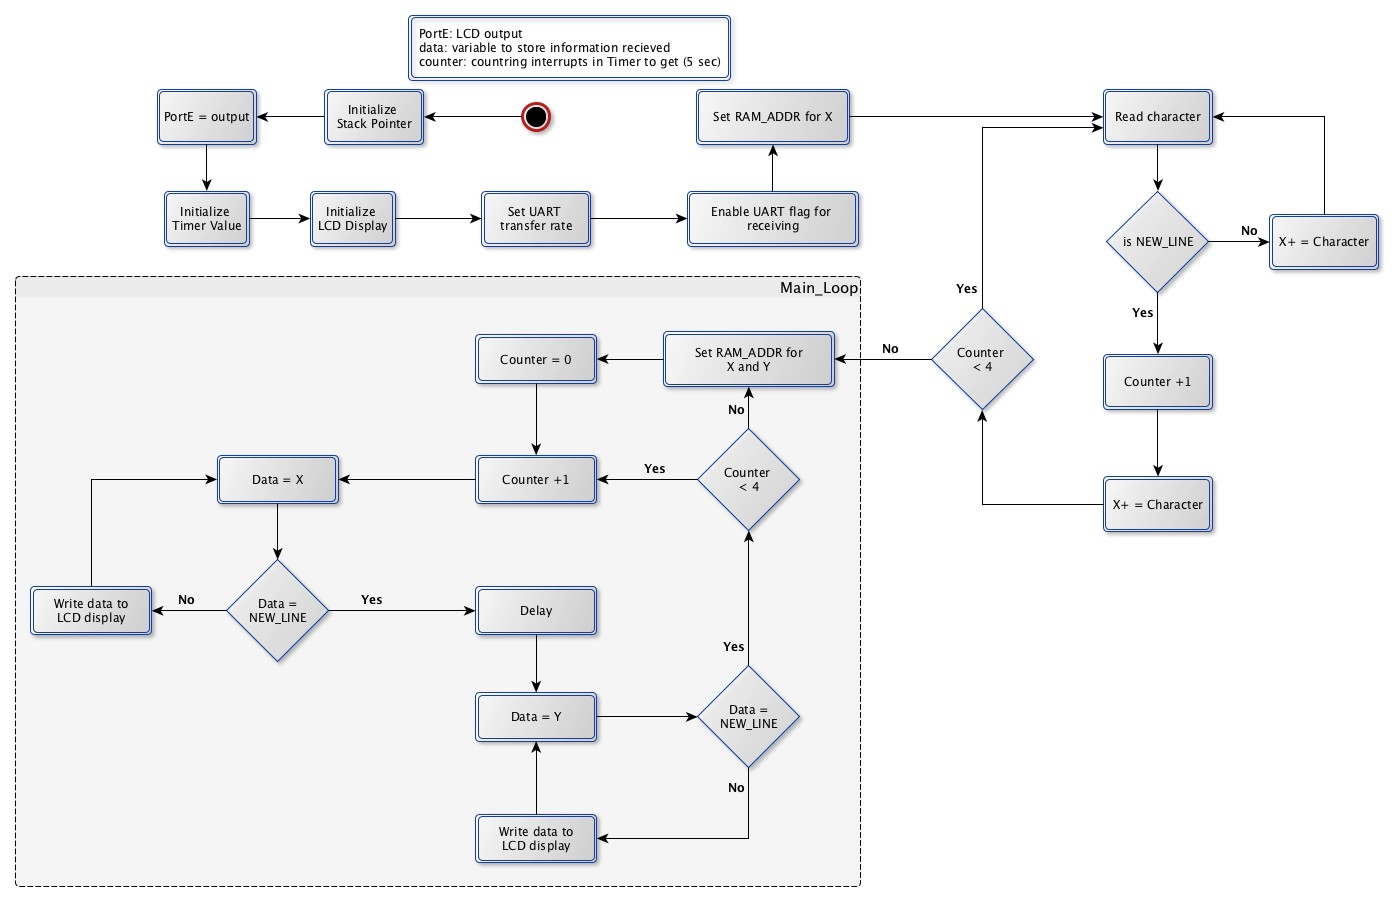 PortE: LCD output
data: variable to store information recieved
counter: countring interrupts in Timer to get (5 sec)
PortE = output
Initialize
Stack Pointer
Set RAM_ADDR for X
Read character
Initialize
Timer Value
Initialize
LCD Display
Set UART
transfer rate
Enable UART flag for
receiving
is NEW_LINE
No
X+ = Character
Yes
Counter +1
X+ = Character
Yes
Counter
< 4
No
Main_Loop
Set RAM_ADDR for
X and Y
Counter = 0
No
Counter
< 4
Yes
Counter +1
Data = X
Data =
NEW_LINE
No
Write data to
LCD display
Yes
Delay
Data = Y
Data =
NEW_LINE
Yes
No
Write data to
LCD display